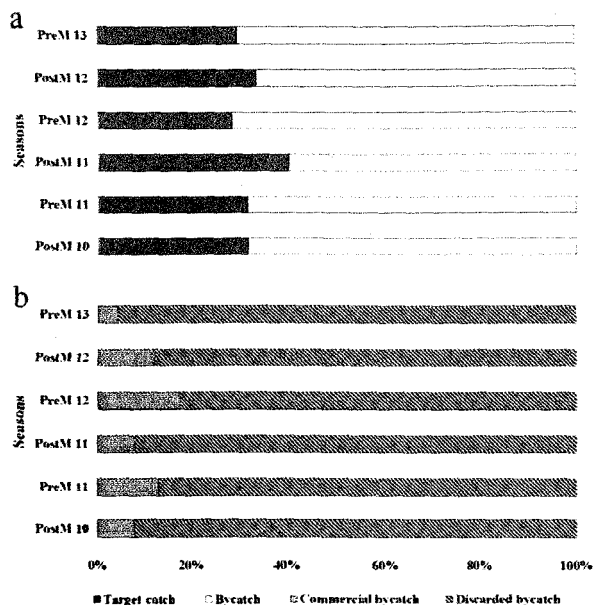 a
PreM 13
PostM 12
PreM 12
PostM 11
PreM 11
PostM 10
Seasons
b
PreM 13
PostM 12
PreM 12
PostM 11
PreM 11
PostM 10
Seasons
0% 20% 40% 60% 80% 100%
Target catch Bycatch Commercial bycatch Discarded bycatch